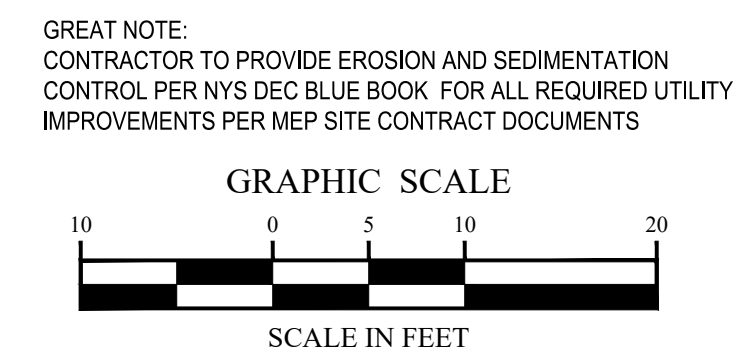 GREAT NOTE:
CONTRACTOR TO PROVIDE EROSION AND SEDIMENTATION
CONTROL PER NYS DEC BLUE BOOK FOR ALL REQUIRED UTILITY
IMPROVEMENTS PER MEP SITE CONTRACT DOCUMENTS
GRAPHIC SCALE
10 0 5 10 20
SCALE IN FEET